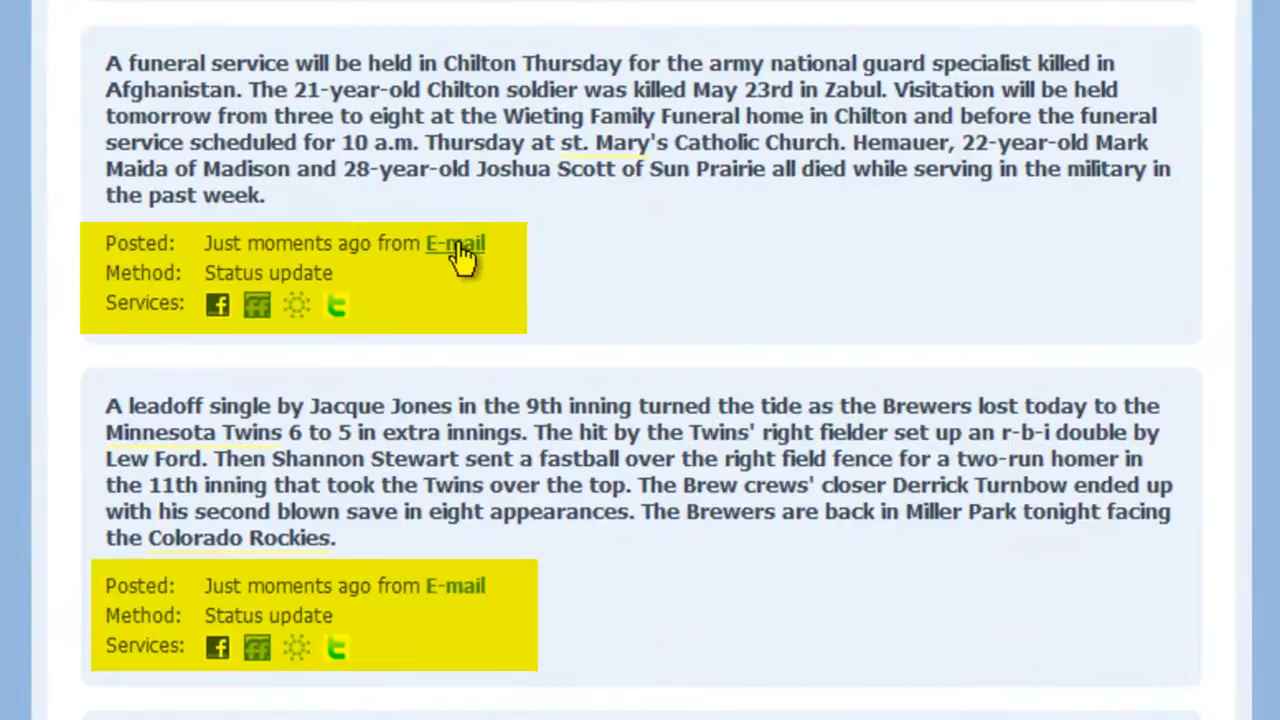 A funeral service will be held in Chilton Thursday for the army national guard specialist killed in
Afghanistan. The 21-year-old Chilton soldier was killed May 23rd in Zabul. Visitation will be held
tomorrow from three to eight at the Wieting Family Funeral home in Chilton and before the funeral
service scheduled for 10 a.m. Thursday at st. Mary's Catholic Church. Hemauer, 22-year-old Mark
Maida of Madison and 28-year-old Joshua Scott of Sun Prairie all died while serving in the military in
the past week.
Posted: Just moments ago from E-mail
Method: Status update
Services: f ff t
A leadoff single by Jacque Jones in the 9th inning turned the tide as the Brewers lost today to the
Minnesota Twins 6 to 5 in extra innings. The hit by the Twins' right fielder set up an r-b-i double by
Lew Ford. Then Shannon Stewart sent a fastball over the right field fence for a two-run homer in
the 11th inning that took the Twins over the top. The Brew crews' closer Derrick Turnbow ended up
with his second blown save in eight appearances. The Brewers are back in Miller Park tonight facing
the Colorado Rockies.
Posted: Just moments ago from E-mail
Method: Status update
Services: f ff t